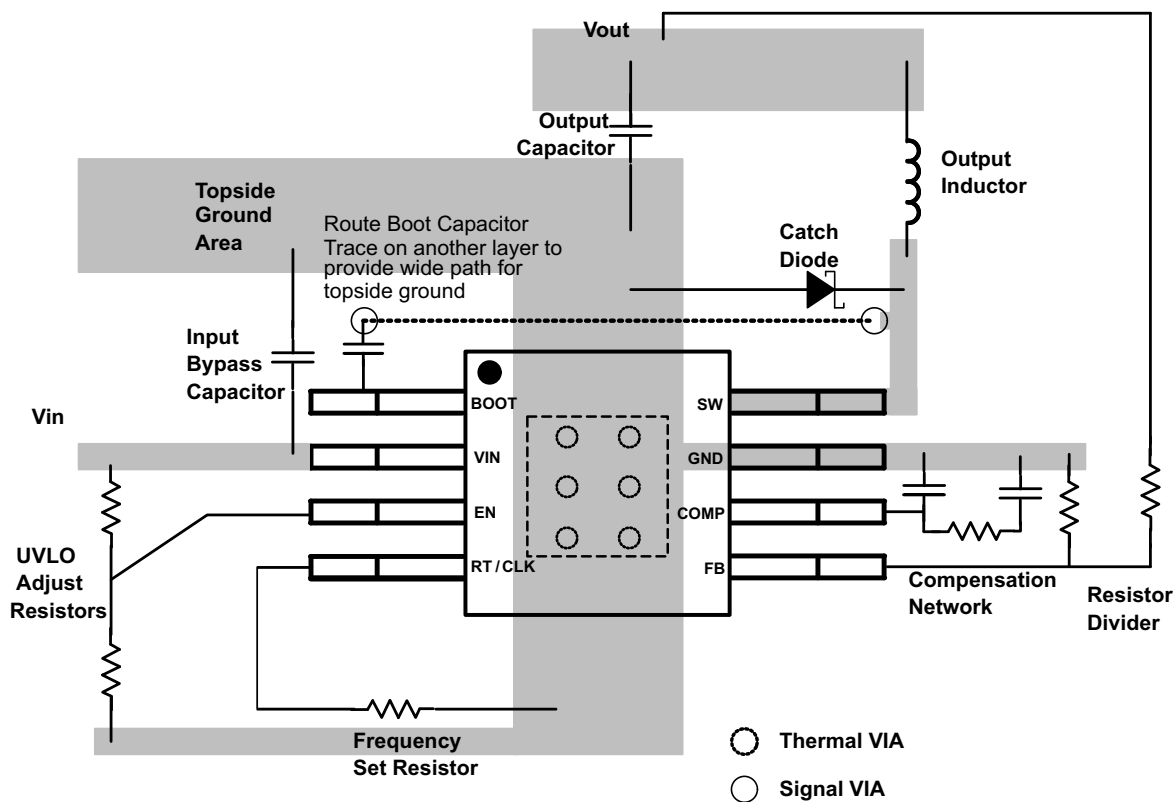 Vout
Output
Capacitor
Output
Inductor
Topside
Ground
Area
Route Boot Capacitor
Trace on another layer to
provide wide path for
topside ground
Catch
Diode
Input
Bypass
Capacitor
Vin
BOOT
VIN
EN
RT / CLK
SW
GND
COMP
FB
UVLO
Adjust
Resistors
Compensation
Network
Resistor
Divider
Frequency
Set Resistor
Thermal VIA
Signal VIA